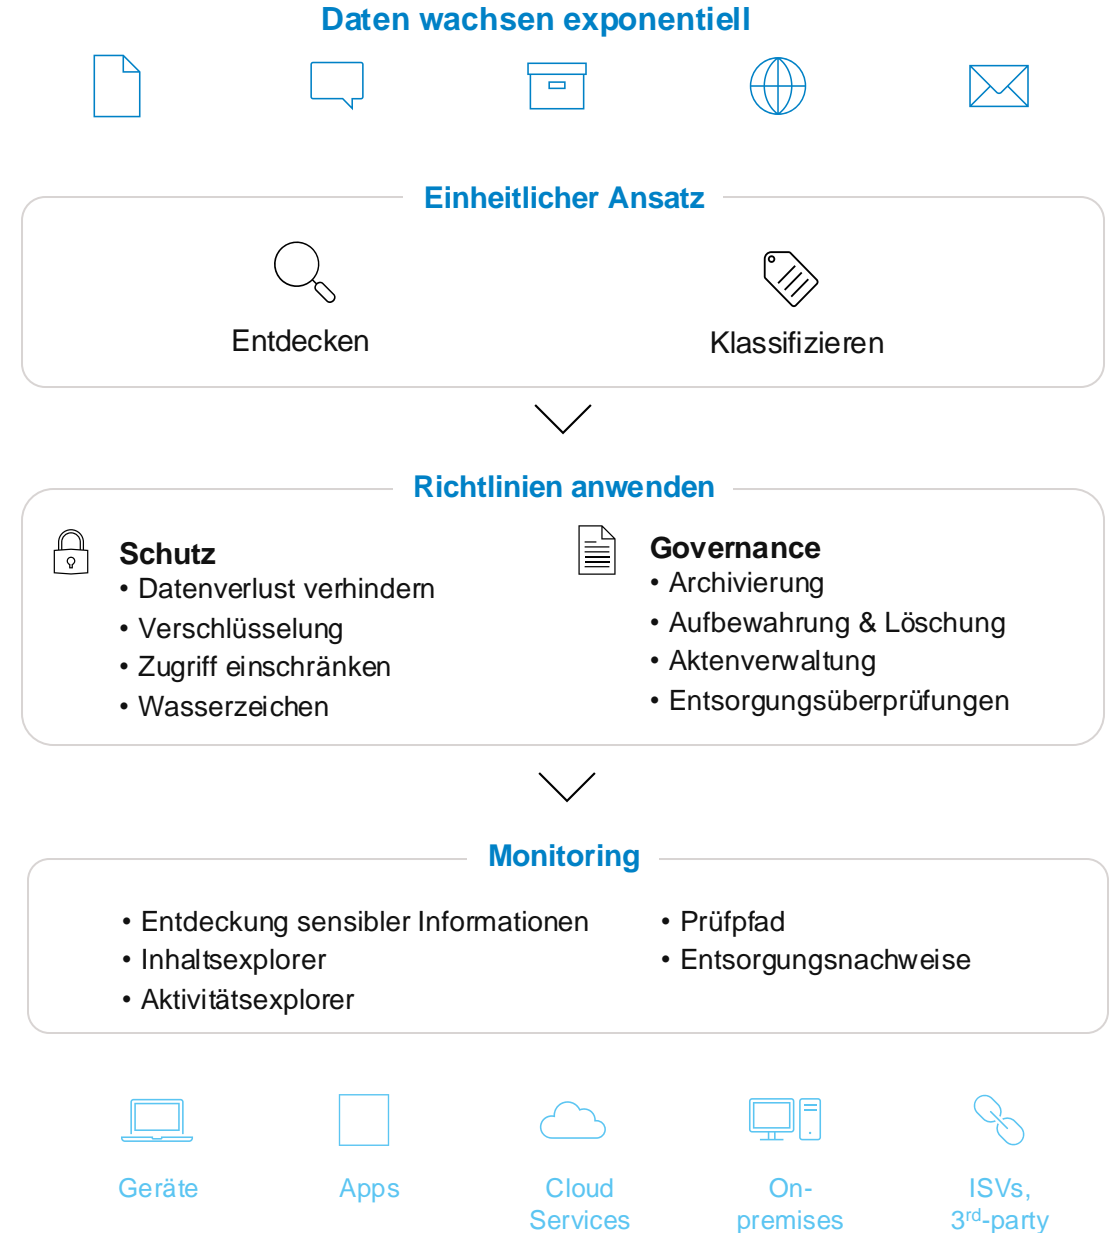 Daten wachsen exponentiell
Einheitlicher Ansatz
Entdecken
Klassifizieren
Richtlinien anwenden
Schutz
• Datenverlust verhindern
• Verschlüsselung
• Zugriff einschränken
• Wasserzeichen
Governance
• Archivierung
• Aufbewahrung & Löschung
• Aktenverwaltung
• Entsorgungsüberprüfungen
Monitoring
• Entdeckung sensibler Informationen
• Inhaltsexplorer
• Aktivitätsexplorer
• Prüfpfad
• Entsorgungsnachweise
Geräte
Apps
Cloud
Services
On-
premises
ISVs,
3rd-party